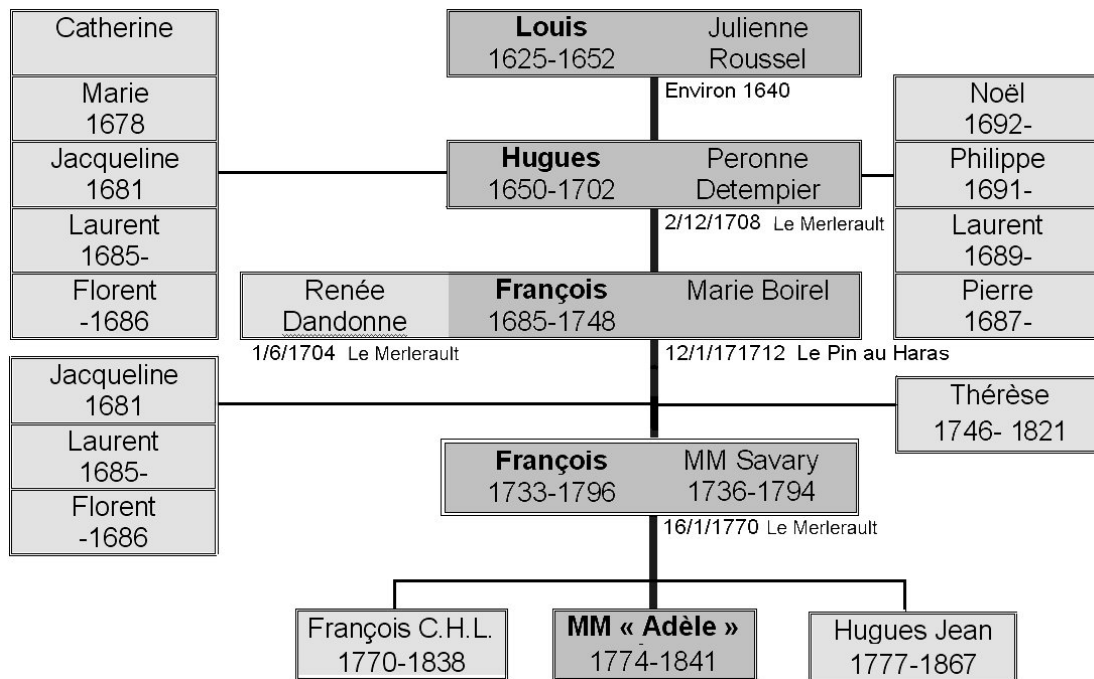 Catherine
Marie
1678
Jacqueline
1681
Laurent
1685-
Florent
-1686
Louis
1625-1652
Julienne
Roussel
Environ 1640
Hugues
1650-1702
Peronne
Detempier
2/12/1708 Le Merlerault
Noël
1692-
Philippe
1691-
Laurent
1689-
Pierre
1687-
Renée
Dandonne
François
1685-1748
Marie Boirel
1/6/1704 Le Merlerault
12/1/171712 Le Pin au Haras
Jacqueline
1681
Laurent
1685-
Florent
-1686
Thérèse
1746- 1821
François
1733-1796
MM Savary
1736-1794
16/1/1770 Le Merlerault
François C.H.L.
1770-1838
MM « Adèle »
1774-1841
Hugues Jean
1777-1867